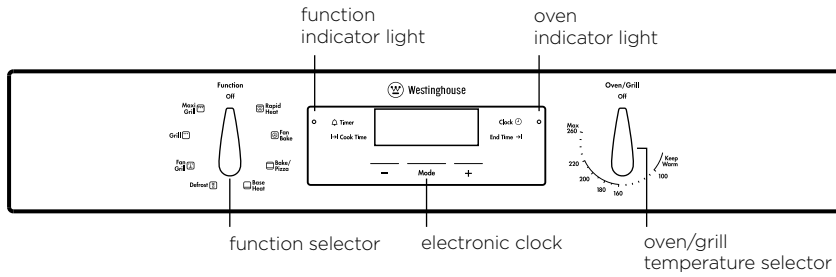 function
indicator light
oven
indicator light
Function
Off
Maxi
Grill
Grill
Fan
Grill
Defrost
Rapid
Heat
Fan
Bake
Bake/
Pizza
Base
Heat
W Westinghouse
Timer
Cook Time
Clock
End Time
− Mode +
Oven/Grill
Off
Max
260
220
200
180
160
Keep
Warm
100
function selector
electronic clock
oven/grill
temperature selector